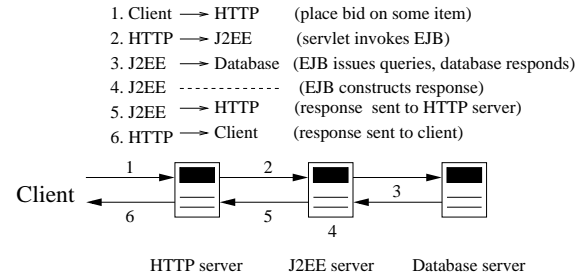 1. Client → HTTP (place bid on some item)
2. HTTP → J2EE (servlet invokes EJB)
3. J2EE → Database (EJB issues queries, database responds)
4. J2EE - - - - - - - - - - - (EJB constructs response)
5. J2EE → HTTP (response sent to HTTP server)
6. HTTP → Client (response sent to client)
1 2
Client 3
6 5 4
HTTP server J2EE server Database server